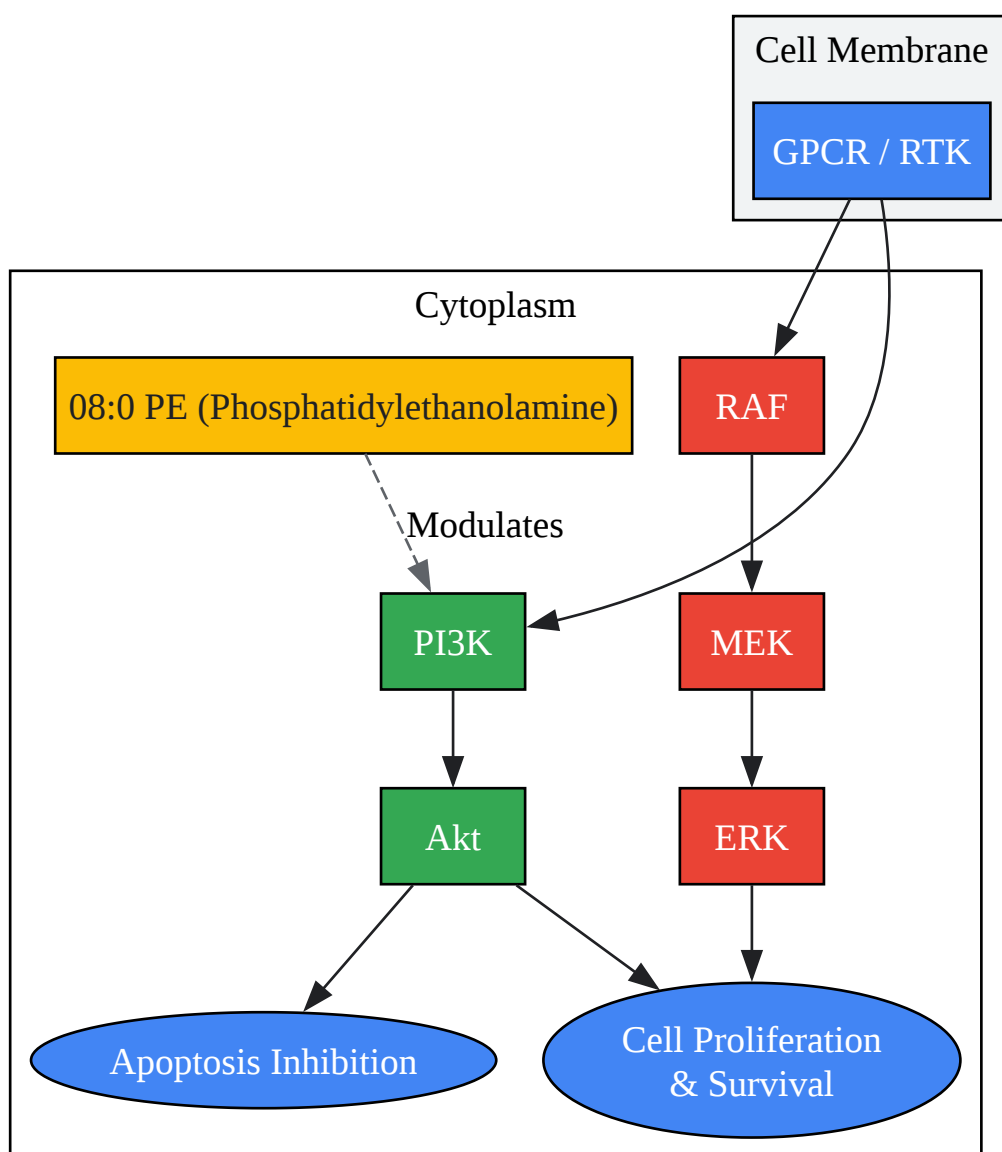 Cell Membrane
GPCR / RTK
Cytoplasm
08:0 PE (Phosphatidylethanolamine)
RAF
Modulates
PI3K
MEK
Akt
ERK
Apoptosis Inhibition
Cell Proliferation
& Survival